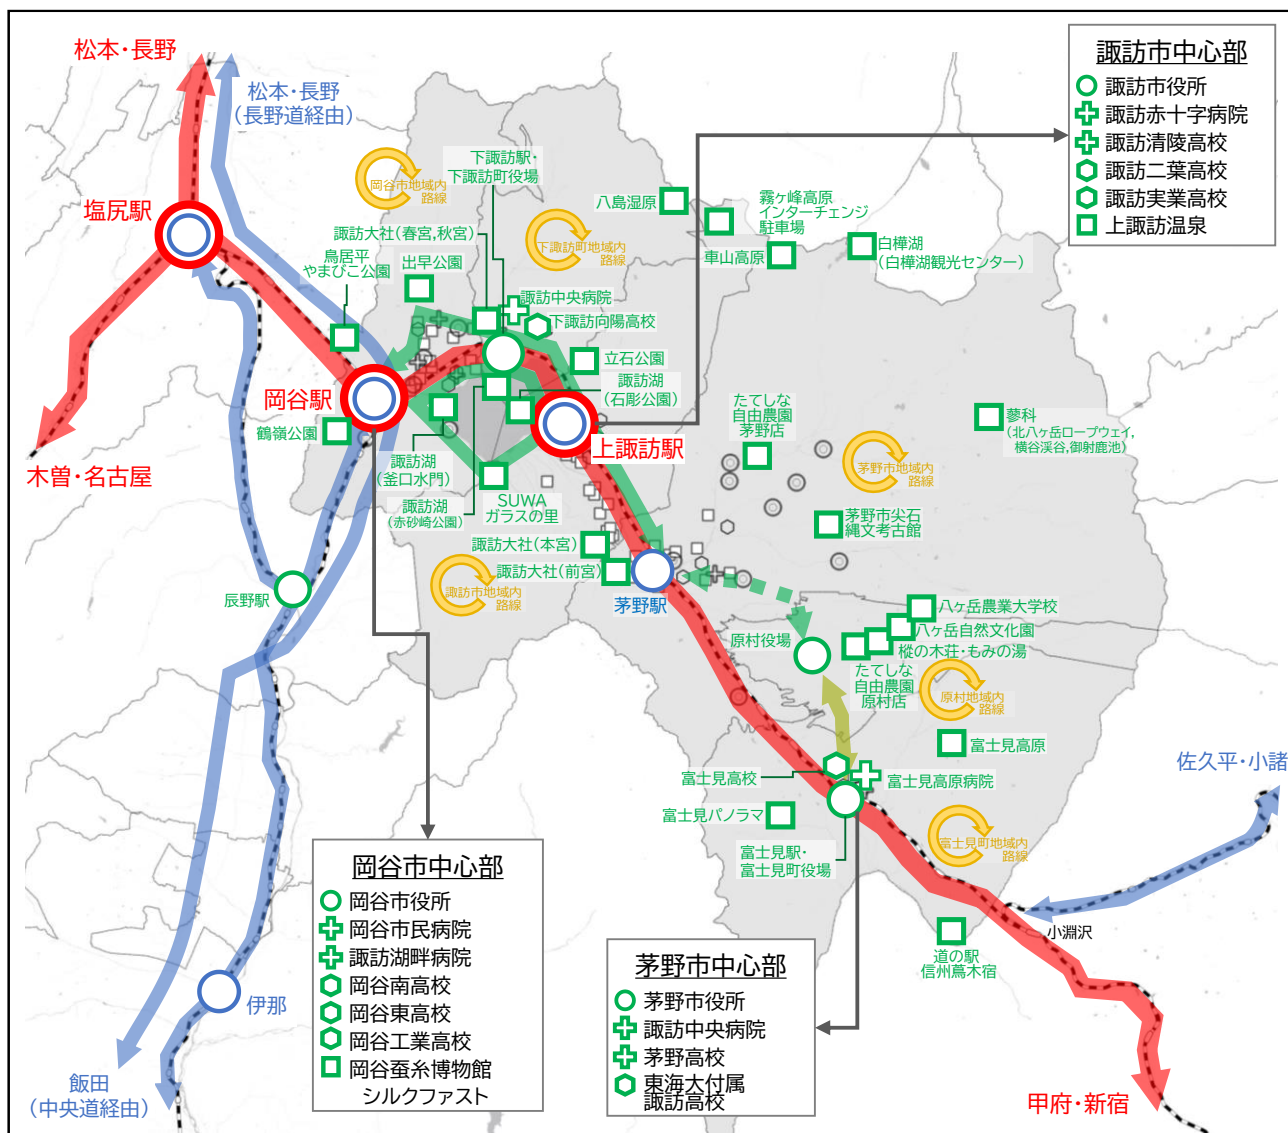 松本・長野
松本・長野
（長野道経由）
塩尻駅
岡谷市地域内
路線
下諏訪駅・
下諏訪町役場
諏訪大社（春宮,秋宮）
鳥居平
やまびこ公園
出早公園
下諏訪町地域内
路線
八島湿原
霧ヶ峰高原
インターチェンジ
駐車場
車山高原
白樺湖
（白樺湖観光センター）
諏訪中央病院
下諏訪向陽高校
立石公園
諏訪湖
（石彫公園）
岡谷駅
鶴嶺公園
上諏訪駅
諏訪湖
（釜口水門）
諏訪湖
（赤砂崎公園）
SUWA
ガラスの里
たてしな
自由農園
茅野店
茅野市地域内
路線
蓼科
（北八ヶ岳ロープウェイ,
横谷渓谷,御射鹿池）
茅野市尖石
縄文考古館
諏訪大社（本宮）
諏訪大社（前宮）
諏訪市地域内
路線
茅野駅
木曽・名古屋
辰野駅
原村役場
八ヶ岳農業大学校
八ヶ岳自然文化園
樅の木荘・もみの湯
たてしな
自由農園
原村店
原村地域内
路線
富士見高原
富士見高校
富士見高原病院
富士見パノラマ
富士見町地域内
路線
富士見駅・
富士見町役場
佐久平・小諸
小淵沢
道の駅
信州蔦木宿
伊那
飯田
（中央道経由）
甲府・新宿
諏訪市中心部
諏訪市役所
諏訪赤十字病院
諏訪清陵高校
諏訪二葉高校
諏訪実業高校
上諏訪温泉
岡谷市中心部
岡谷市役所
岡谷市民病院
諏訪湖畔病院
岡谷南高校
岡谷東高校
岡谷工業高校
岡谷蚕糸博物館
シルクファスト
茅野市中心部
茅野市役所
諏訪中央病院
茅野高校
東海大付属
諏訪高校